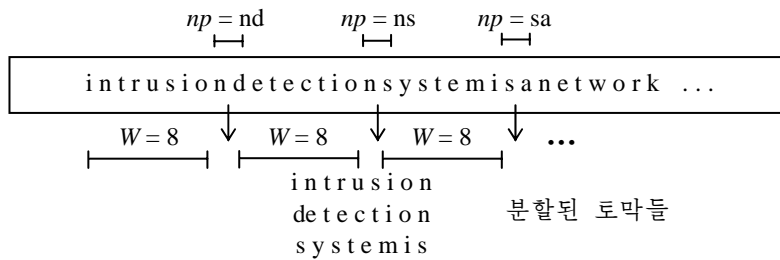 np = nd np = ns np = sa
intrusiondetectionsystemisanetwork ...
W = 8 W = 8 W = 8 ...
intrusion
detection 분할된 토막들
systemis